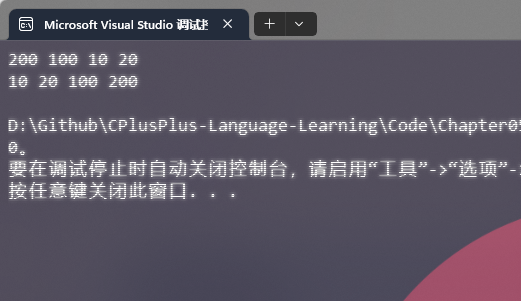 Microsoft Visual Studio 调试
200 100 10 20
10 20 100 200
D:\Github\CPlusPlus-Language-Learning\Code\Chapter05
0。
要在调试停止时自动关闭控制台，请启用“工具”->“选项”-
按任意键关闭此窗口. . .